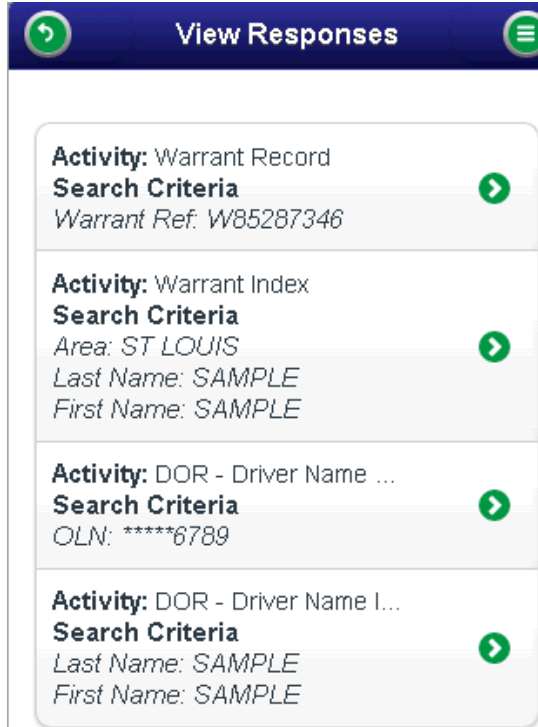 View Responses
Activity: Warrant Record
Search Criteria
Warrant Ref: W85287346
Activity: Warrant Index
Search Criteria
Area: ST LOUIS
Last Name: SAMPLE
First Name: SAMPLE
Activity: DOR - Driver Name ...
Search Criteria
OLN: *****6789
Activity: DOR - Driver Name I...
Search Criteria
Last Name: SAMPLE
First Name: SAMPLE